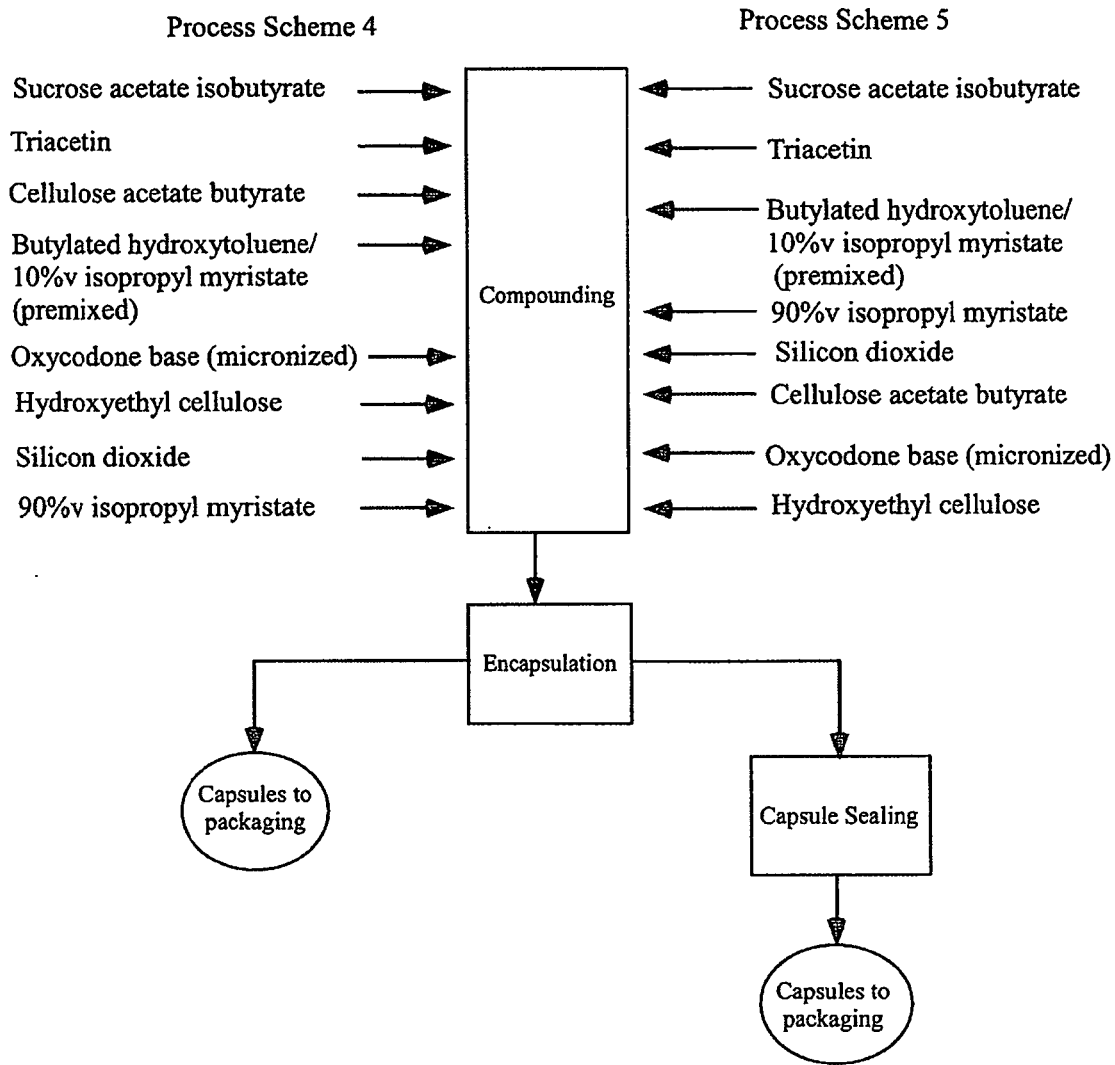 Process Scheme 4
Process Scheme 5
Sucrose acetate isobutyrate
Triacetin
Cellulose acetate butyrate
Butylated hydroxytoluene/
10%v isopropyl myristate
(premixed)
Oxycodone base (micronized)
Hydroxyethyl cellulose
Silicon dioxide
90%v isopropyl myristate
Compounding
Sucrose acetate isobutyrate
Triacetin
Butylated hydroxytoluene/
10%v isopropyl myristate
(premixed)
90%v isopropyl myristate
Silicon dioxide
Cellulose acetate butyrate
Oxycodone base (micronized)
Hydroxyethyl cellulose
Encapsulation
Capsules to
packaging
Capsule Sealing
Capsules to
packaging